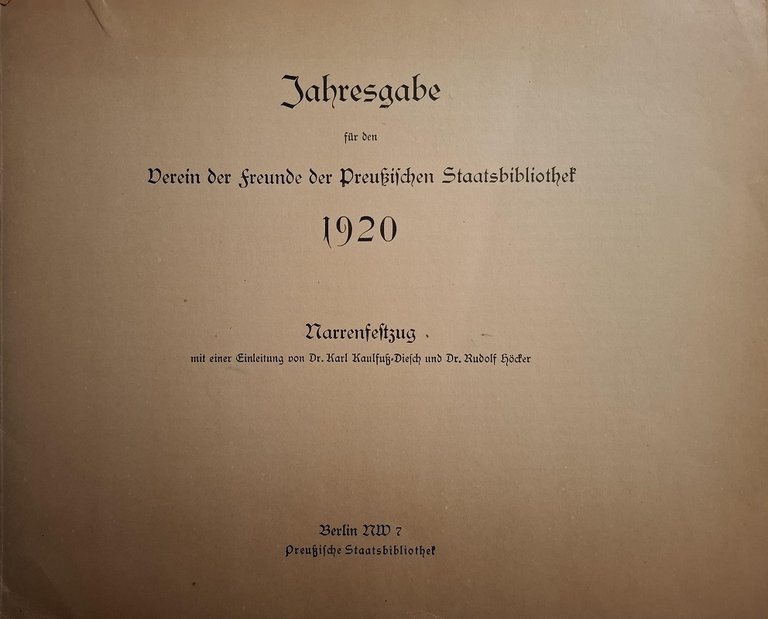 Jahresgabe
für den
Verein der Freunde der Preußischen Staatsbibliothek
1920
Narrenfestzug
mit einer Einleitung von Dr. Karl Kaulfuß-Diesch und Dr. Rudolf Höcker
Berlin NW 7
Preußische Staatsbibliothek